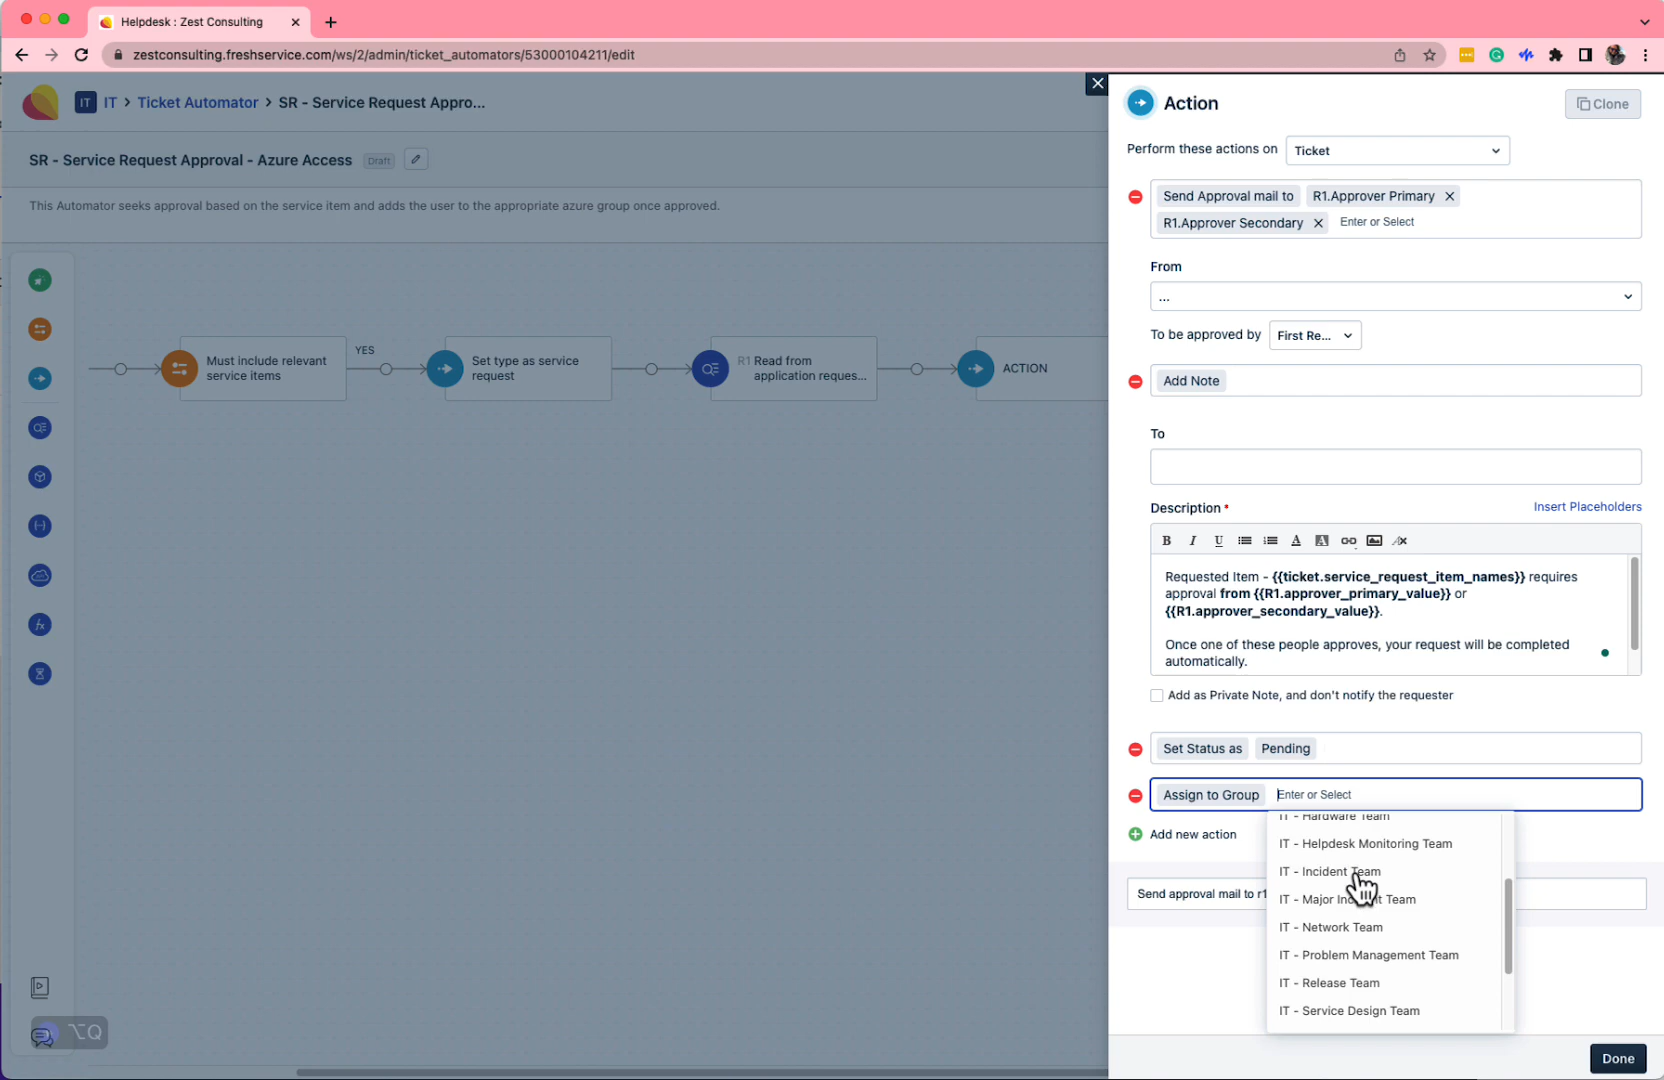 Helpdesk : Zest Consulting
zestconsulting.freshservice.com/ws/2/admin/ticket_automators/53000104211/edit
IT IT > Ticket Automator > SR - Service Request Appro...
SR - Service Request Approval - Azure Access Draft
This Automator seeks approval based on the service item and adds the user to the appropriate azure group once approved.
Must include relevant
service items
YES
Set type as service
request
R1 Read from
application reques...
ACTION
⌥Q
Action
Clone
Perform these actions on Ticket
Send Approval mail to R1.Approver Primary
R1.Approver Secondary Enter or Select
From
...
To be approved by First Re...
Add Note
To
Description *
Insert Placeholders
B I U A A
Requested Item - {{ticket.service_request_item_names}} requires
approval from {{R1.approver_primary_value}} or
{{R1.approver_secondary_value}}.
Once one of these people approves, your request will be completed
automatically.
Add as Private Note, and don't notify the requester
Set Status as Pending
Assign to Group Enter or Select
Add new action
IT - Hardware Team
IT - Helpdesk Monitoring Team
IT - Incident Team
IT - Major Incident Team
IT - Network Team
IT - Problem Management Team
IT - Release Team
IT - Service Design Team
Send approval mail to r1
Done